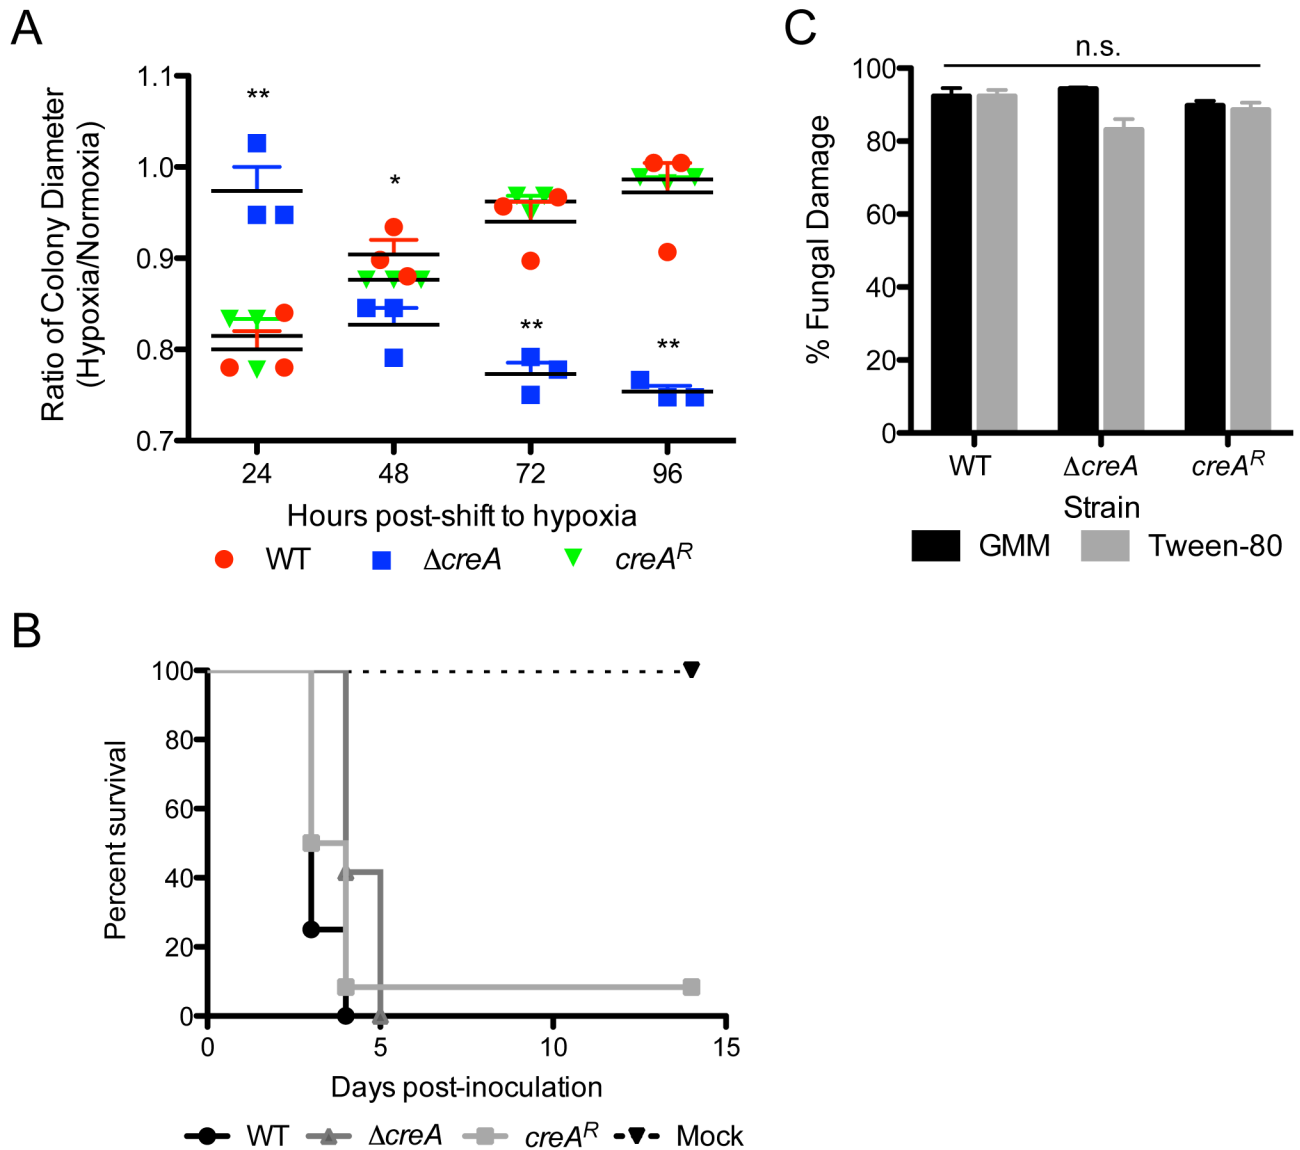 A
Ratio of Colony Diameter
(Hypoxia/Normoxia)
1.1
1.0
0.9
0.8
0.7
**
*
**
**
24 48 72 96
Hours post-shift to hypoxia
WT ΔcreA creAᴿ
C
n.s.
% Fungal Damage
100
80
60
40
20
0
WT ΔcreA creAᴿ
Strain
GMM Tween-80
B
Percent survival
100
80
60
40
20
0
0 5 10 15
Days post-inoculation
WT ΔcreA creAᴿ Mock